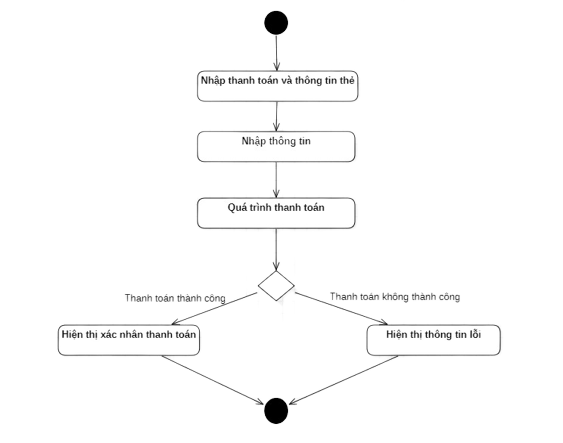 Nhập thanh toán và thông tin thẻ
Nhập thông tin
Quá trình thanh toán
Thanh toán thành công
Thanh toán không thành công
Hiện thị xác nhân thanh toán
Hiện thị thông tin lỗi